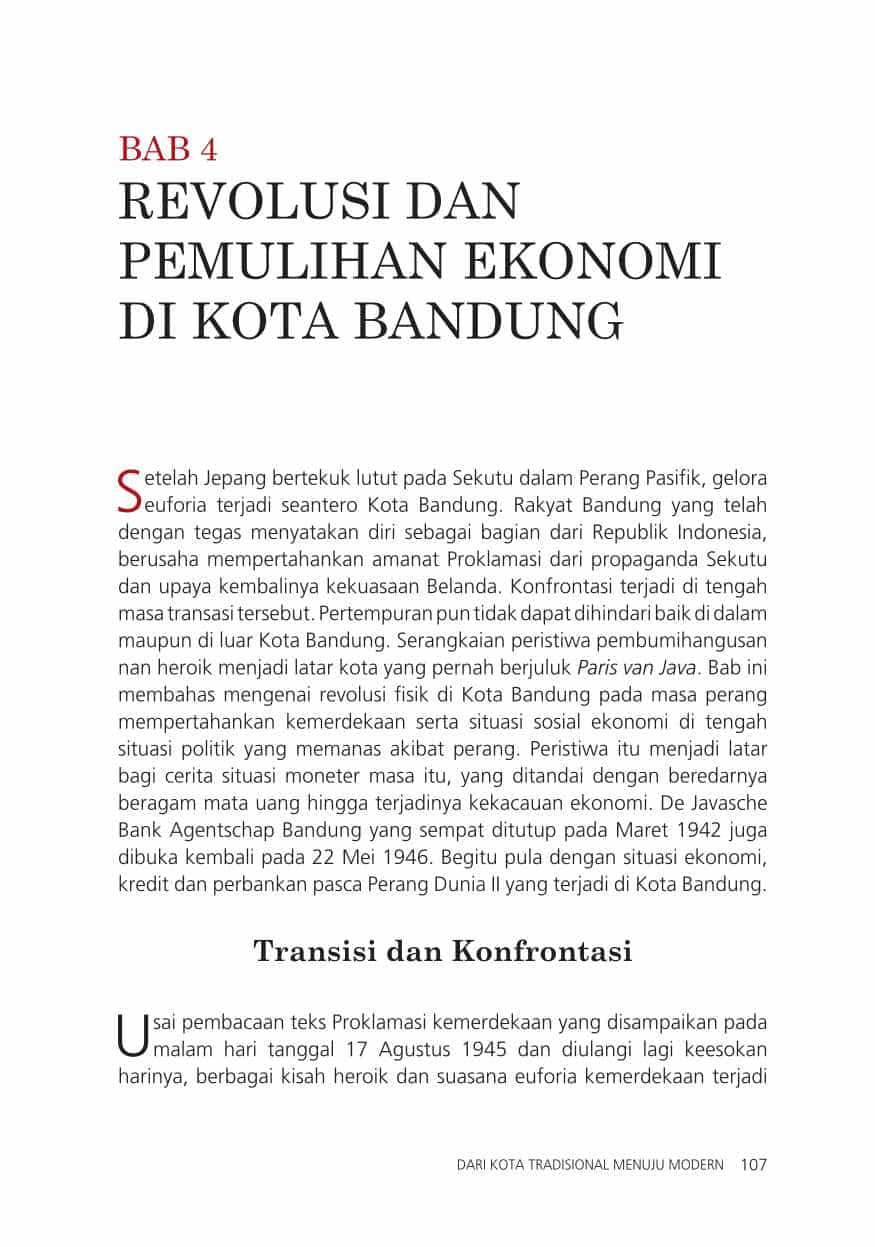 BAB 4
REVOLUSI DAN
PEMULIHAN EKONOMI
DI KOTA BANDUNG
Setelah Jepang bertekuk lutut pada Sekutu dalam Perang Pasifik, gelora
euforia terjadi seantero Kota Bandung. Rakyat Bandung yang telah
dengan tegas menyatakan diri sebagai bagian dari Republik Indonesia,
berusaha mempertahankan amanat Proklamasi dari propaganda Sekutu
dan upaya kembalinya kekuasaan Belanda. Konfrontasi terjadi di tengah
masa transasi tersebut. Pertempuran pun tidak dapat dihindari baik di dalam
maupun di luar Kota Bandung. Serangkaian peristiwa pembumihangusan
nan heroik menjadi latar kota yang pernah berjuluk Paris van Java. Bab ini
membahas mengenai revolusi fisik di Kota Bandung pada masa perang
mempertahankan kemerdekaan serta situasi sosial ekonomi di tengah
situasi politik yang memanas akibat perang. Peristiwa itu menjadi latar
bagi cerita situasi moneter masa itu, yang ditandai dengan beredarnya
beragam mata uang hingga terjadinya kekacauan ekonomi. De Javasche
Bank Agentschap Bandung yang sempat ditutup pada Maret 1942 juga
dibuka kembali pada 22 Mei 1946. Begitu pula dengan situasi ekonomi,
kredit dan perbankan pasca Perang Dunia II yang terjadi di Kota Bandung.
Transisi dan Konfrontasi
Usai pembacaan teks Proklamasi kemerdekaan yang disampaikan pada
malam hari tanggal 17 Agustus 1945 dan diulangi lagi keesokan
harinya, berbagai kisah heroik dan suasana euforia kemerdekaan terjadi
DARI KOTA TRADISIONAL MENUJU MODERN 107